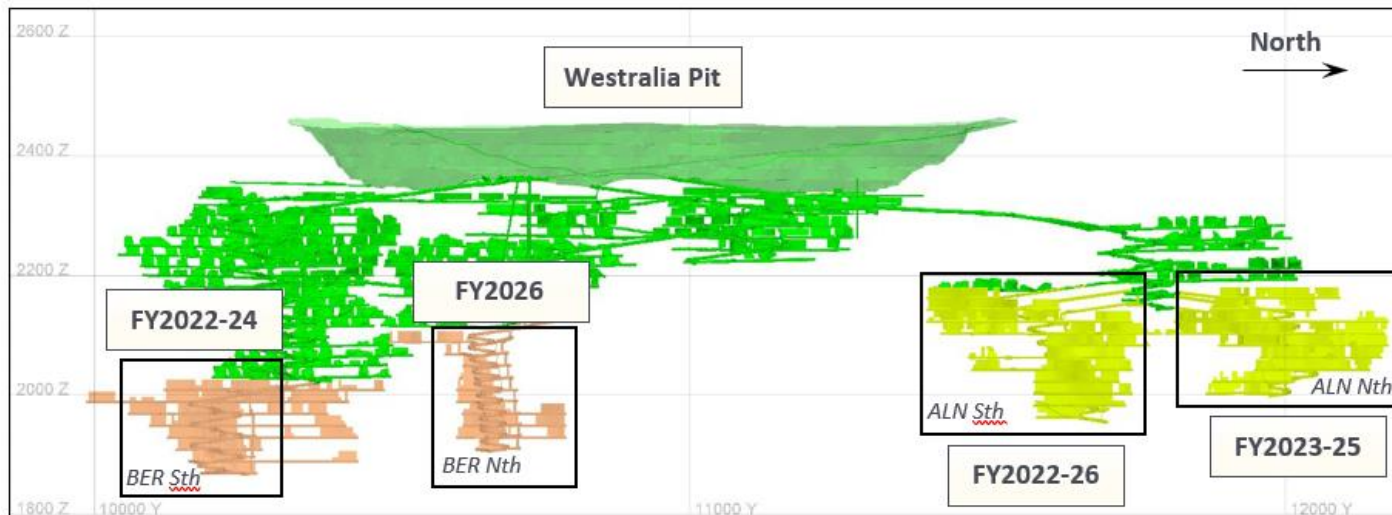 2600 Z
North
Westralia Pit
2400 Z
2200 Z
FY2026
FY2022-24
2000 Z
BER Sth
BER Nth
ALN Sth
ALN Nth
FY2022-26
FY2023-25
1800 Z
10000 Y
11000 Y
12000 Y